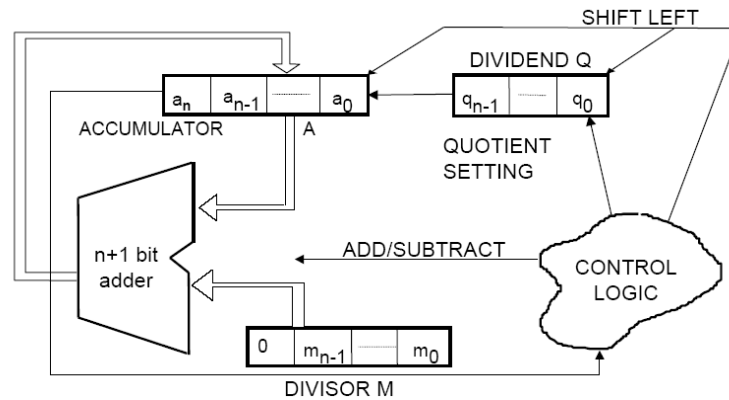 SHIFT LEFT
DIVIDEND Q
aₙ aₙ₋₁ ........ a₀
qₙ₋₁ ........ q₀
ACCUMULATOR
A
QUOTIENT
SETTING
n+1 bit
adder
ADD/SUBTRACT
CONTROL
LOGIC
0 mₙ₋₁ ........ m₀
DIVISOR M